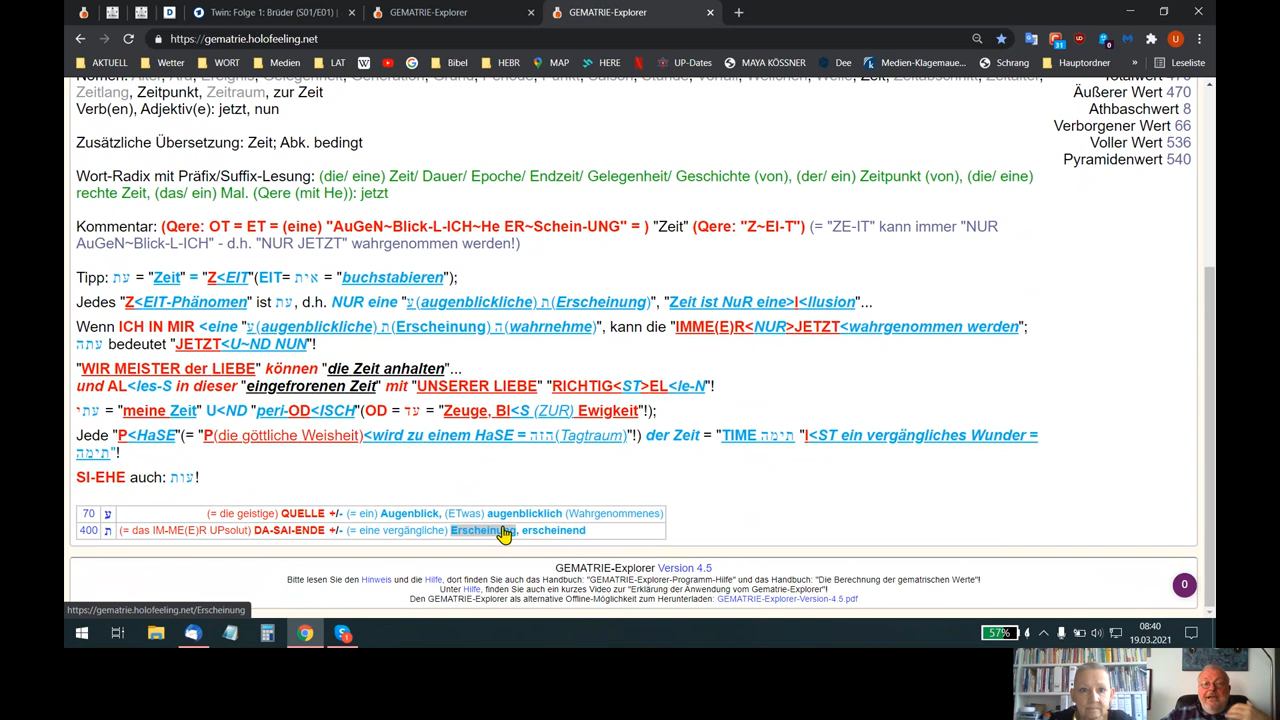 Twin: Folge 1: Brüder (S01/E01) |
GEMATRIE-Explorer
GEMATRIE-Explorer
https://gematrie.holofeeling.net
AKTUELL Wetter WORT Medien LAT Bibel HEBR MAP HERE UP-Dates MAYA KÖSSNER Dee Medien-Klagemaue... Schrang Hauptordner Leseliste
Zeitlang, Zeitpunkt, Zeitraum, zur Zeit
Verb(en), Adjektiv(e): jetzt, nun
Äußerer Wert 470
Athbaschwert 8
Verborgener Wert 66
Voller Wert 536
Pyramidenwert 540
Zusätzliche Übersetzung: Zeit; Abk. bedingt
Wort-Radix mit Präfix/Suffix-Lesung: (die/ eine) Zeit/ Dauer/ Epoche/ Endzeit/ Gelegenheit/ Geschichte (von), (der/ ein) Zeitpunkt (von), (die/ eine)
rechte Zeit, (das/ ein) Mal. (Qere (mit He)): jetzt
Kommentar: (Qere: OT = ET = (eine) "AuGeN~Blick-L-ICH~He ER~Schein-UNG" = ) "Zeit" (Qere: "Z~EI-T") (= "ZE-IT" kann immer "NUR
AuGeN~Blick-L-ICH" - d.h. "NUR JETZT" wahrgenommen werden!)
Tipp: עת = "Zeit" = "Z<EIT"(EIT= אית = "buchstabieren");
Jedes "Z<EIT-Phänomen" ist עת, d.h. NUR eine "ע(augenblickliche) ת(Erscheinung)", "Zeit ist NuR eine>I<llusion"...
Wenn ICH IN MIR <eine "ע(augenblickliche) ת(Erscheinung) ה(wahrnehme)", kann die "IMME(E)R<NUR>JETZT<wahrgenommen werden";
עתה bedeutet "JETZT<U~ND NUN"!
"WIR MEISTER der LIEBE" können "die Zeit anhalten"...
und AL<les-S in dieser "eingefrorenen Zeit" mit "UNSERER LIEBE" "RICHTIG<ST>EL<le-N"!
עתי = "meine Zeit" U<ND "peri-OD<ISCH"(OD = עד = "Zeuge, BI<S (ZUR) Ewigkeit"!);
Jede "P<HaSE"(= "P(die göttliche Weisheit)<wird zu einem HaSE = הזה(Tagtraum)"!) der Zeit = "TIME תימה "I<ST ein vergängliches Wunder =
תימה"!
SI-EHE auch: עות!
70 ע (= die geistige) QUELLE +/- (= ein) Augenblick, (ETwas) augenblicklich (Wahrgenommenes)
400 ת (= das IM-ME(E)R UPsolut) DA-SAI-ENDE +/- (= eine vergängliche) Erscheinung, erscheinend
GEMATRIE-Explorer Version 4.5
Bitte lesen Sie den Hinweis und die Hilfe, dort finden Sie auch das Handbuch: "GEMATRIE-Explorer-Programm-Hilfe" und das Handbuch: "Die Berechnung der gematrischen Werte"!
Unter Hilfe, finden Sie auch ein kurzes Video zur "Erklärung der Anwendung vom Gematrie-Explorer"!
Den GEMATRIE-Explorer als alternative Offline-Möglichkeit zum Herunterladen: GEMATRIE-Explorer-Version-4.5.pdf
0
https://gematrie.holofeeling.net/Erscheinung
57%
08:40
19.03.2021